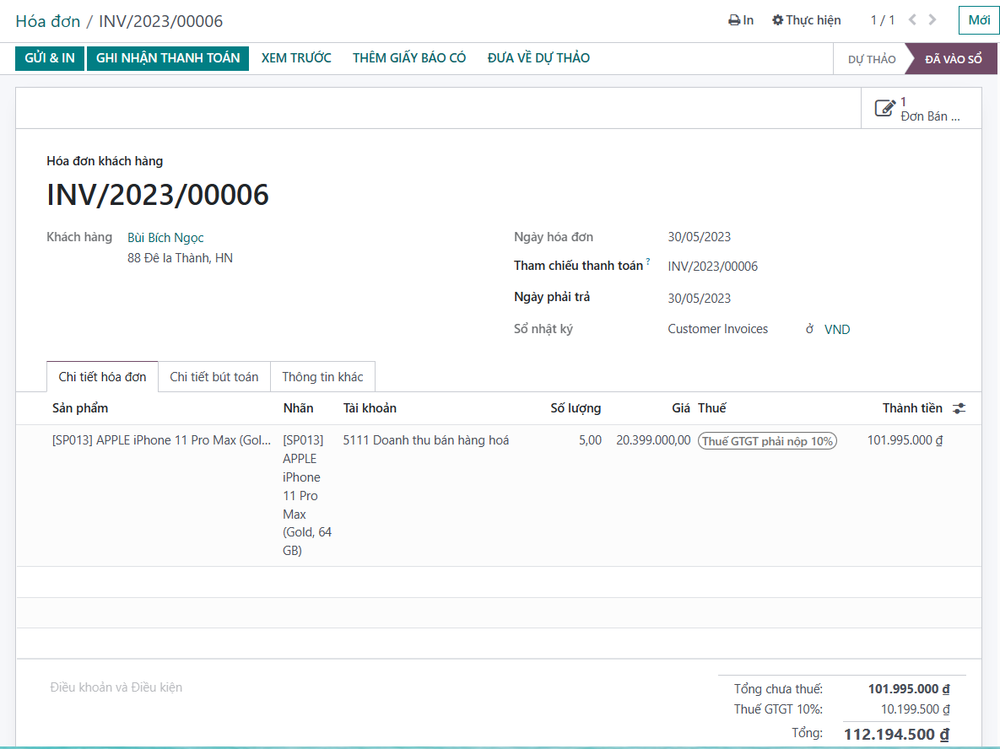 Hóa đơn / INV/2023/00006 In Thực hiện 1 / 1 Mới
GỬI & IN GHI NHẬN THANH TOÁN XEM TRƯỚC THÊM GIẤY BÁO CÓ ĐƯA VỀ DỰ THẢO DỰ THẢO ĐÃ VÀO SỔ
1
Đơn Bán ...
Hóa đơn khách hàng
INV/2023/00006
Khách hàng Bùi Bích Ngọc Ngày hóa đơn 30/05/2023
88 Đê la Thành, HN
Tham chiếu thanh toán ? INV/2023/00006
Ngày phải trả 30/05/2023
Sổ nhật ký Customer Invoices ở VND
Chi tiết hóa đơn Chi tiết bút toán Thông tin khác
Sản phẩm Nhãn Tài khoản Số lượng Giá Thuế Thành tiền
[SP013] APPLE iPhone 11 Pro Max (Gol... [SP013] 5111 Doanh thu bán hàng hoá 5,00 20.399.000,00 Thuế GTGT phải nộp 10% 101.995.000 ₫
APPLE
iPhone
11 Pro
Max
(Gold, 64
GB)
Điều khoản và Điều kiện Tổng chưa thuế: 101.995.000 ₫
Thuế GTGT 10%: 10.199.500 ₫
Tổng: 112.194.500 ₫